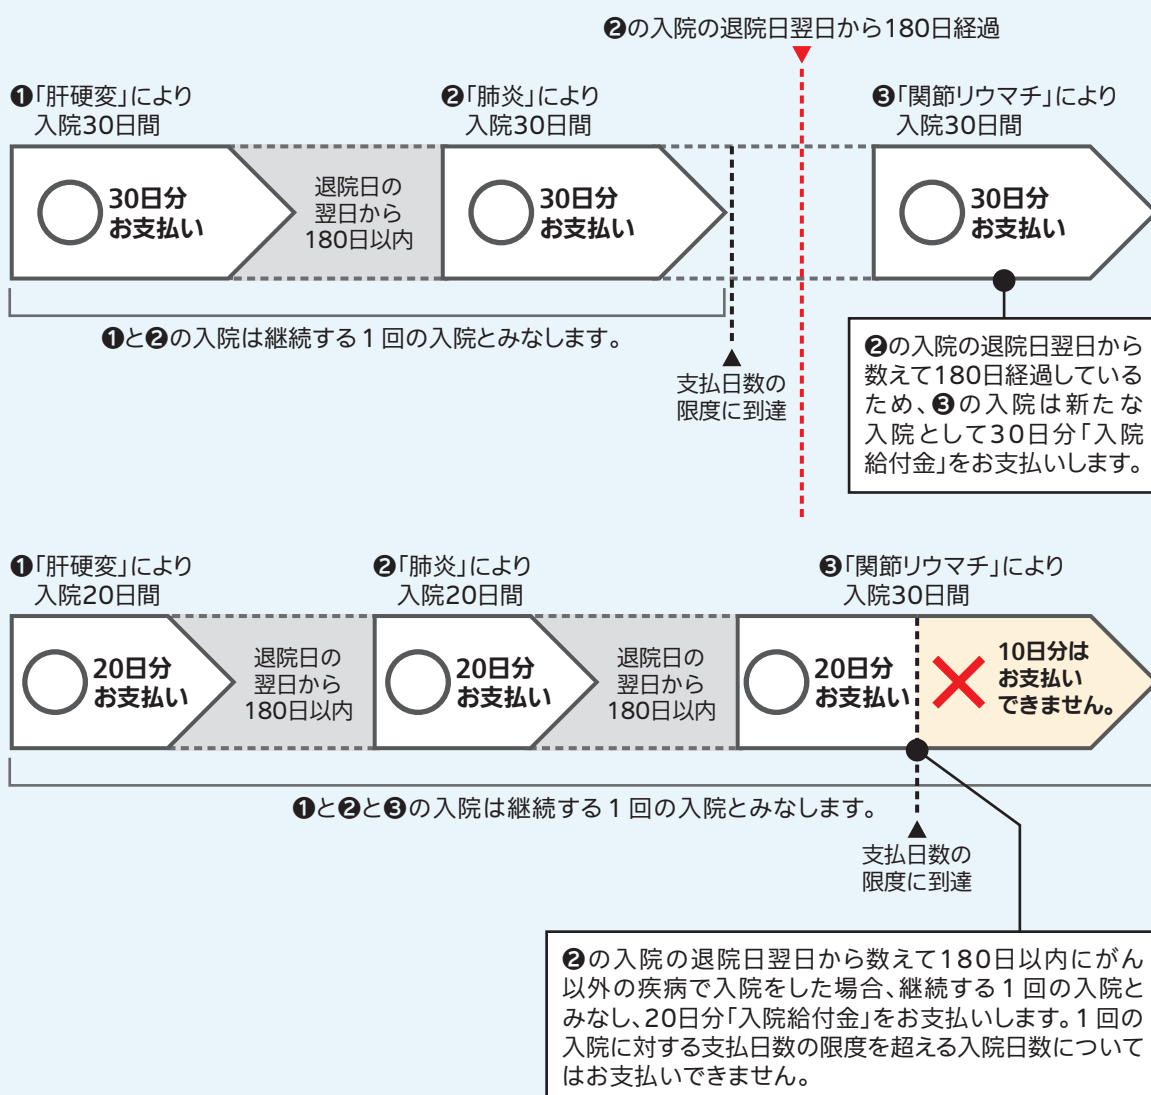 ❷の入院の退院日翌日から180日経過
❶「肝硬変」により
入院30日間
❷「肺炎」により
入院30日間
❸「関節リウマチ」により
入院30日間
30日分
お支払い
退院日の
翌日から
180日以内
30日分
お支払い
30日分
お支払い
❶と❷の入院は継続する1回の入院とみなします。
支払日数の
限度に到達
❷の入院の退院日翌日から
数えて180日経過している
ため、❸の入院は新たな
入院として30日分「入院
給付金」をお支払いします。
❶「肝硬変」により
入院20日間
❷「肺炎」により
入院20日間
❸「関節リウマチ」により
入院30日間
20日分
お支払い
退院日の
翌日から
180日以内
20日分
お支払い
退院日の
翌日から
180日以内
20日分
お支払い
10日分は
お支払い
できません。
❶と❷と❸の入院は継続する1回の入院とみなします。
支払日数の
限度に到達
❷の入院の退院日翌日から数えて180日以内にがん
以外の疾病で入院をした場合、継続する1回の入院と
みなし、20日分「入院給付金」をお支払いします。1回の
入院に対する支払日数の限度を超える入院日数について
はお支払いできません。